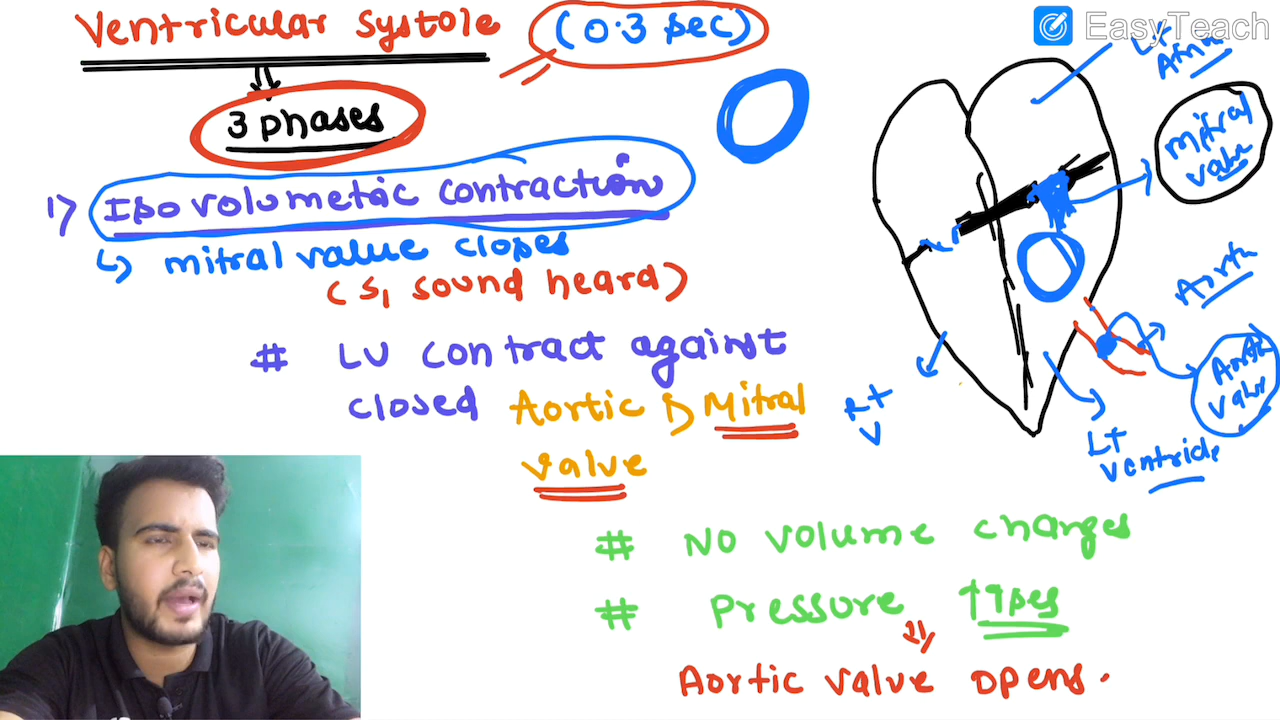 Ventricular systole (0.3 sec)
EasyTeach
3 phases
1) Isovolumetric contraction
↳ mitral value closes
(S1 sound heard)
# LV contract against
closed Aortic & Mitral
valve
# No volume changes
# Pressure ↑↑ses
Aortic valve opens.
Lt
Atria
Mitral
valve
Aorta
Aortic
valve
Lt
ventricle
Rt
V